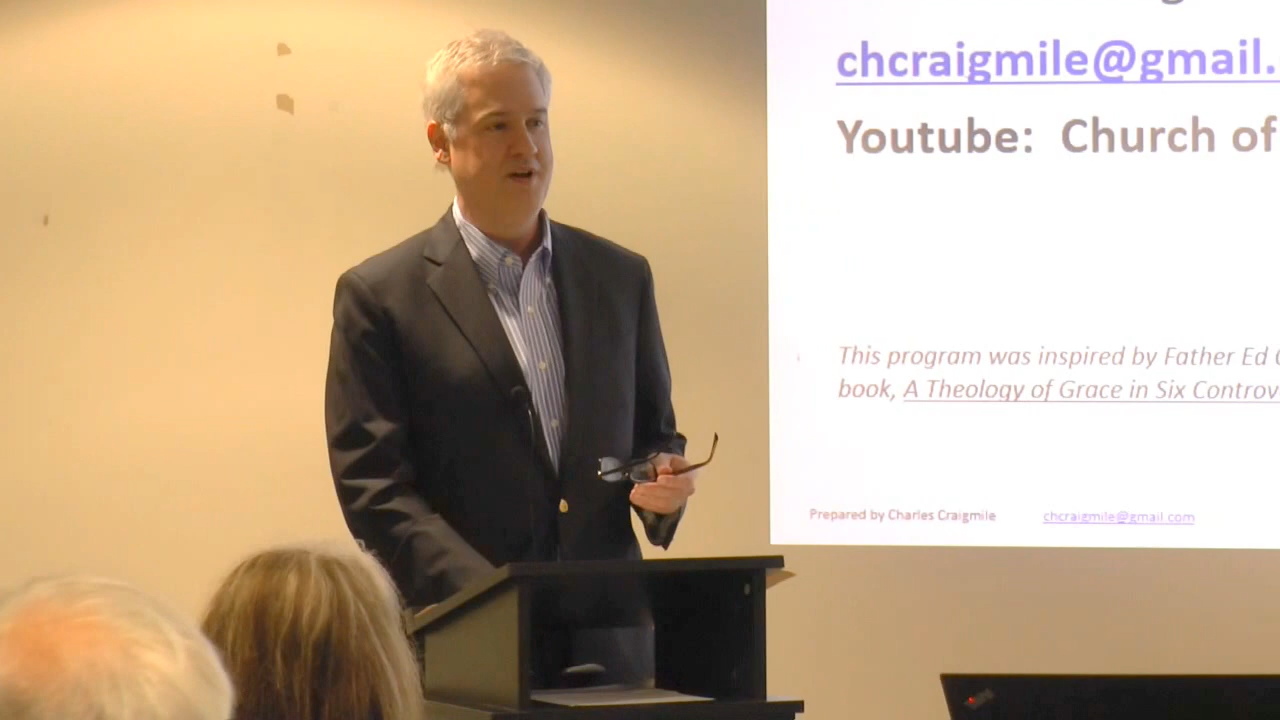 chcraigmile@gmail.
Youtube: Church of
This program was inspired by Father Ed
book, A Theology of Grace in Six Controv
Prepared by Charles Craigmile chcraigmile@gmail.com